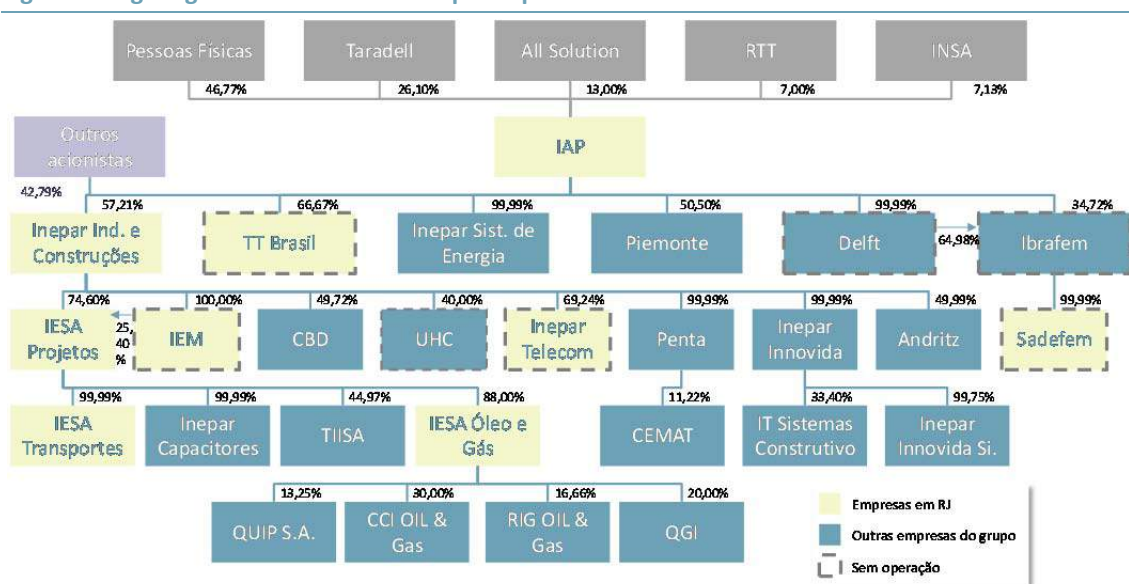 Pessoas Físicas
Taradell
All Solution
RTT
INSA
46,77%
26,10%
13,00%
7,00%
7,13%
Outros
acionistas
IAP
42,79%
57,21%
66,67%
99,99%
50,50%
99,99%
34,72%
Inepar Ind. e
Construções
TT Brasil
Inepar Sist. de
Energia
Piemonte
Delft
64,98%
Ibrafem
74,60%
100,00%
49,72%
40,00%
69,24%
99,99%
99,99%
49,99%
99,99%
IESA
Projetos
25,
40
%
IEM
CBD
UHC
Inepar
Telecom
Penta
Inepar
Innovida
Andritz
Sadefem
99,99%
99,99%
44,97%
88,00%
11,22%
33,40%
99,75%
IESA
Transportes
Inepar
Capacitores
TIISA
IESA Óleo e
Gás
CEMAT
IT Sistemas
Construtivo
Inepar
Innovida Si.
13,25%
30,00%
16,66%
20,00%
QUIP S.A.
CCI OIL &
Gas
RIG OIL &
Gas
QGI
Empresas em RJ
Outras empresas do grupo
Sem operação